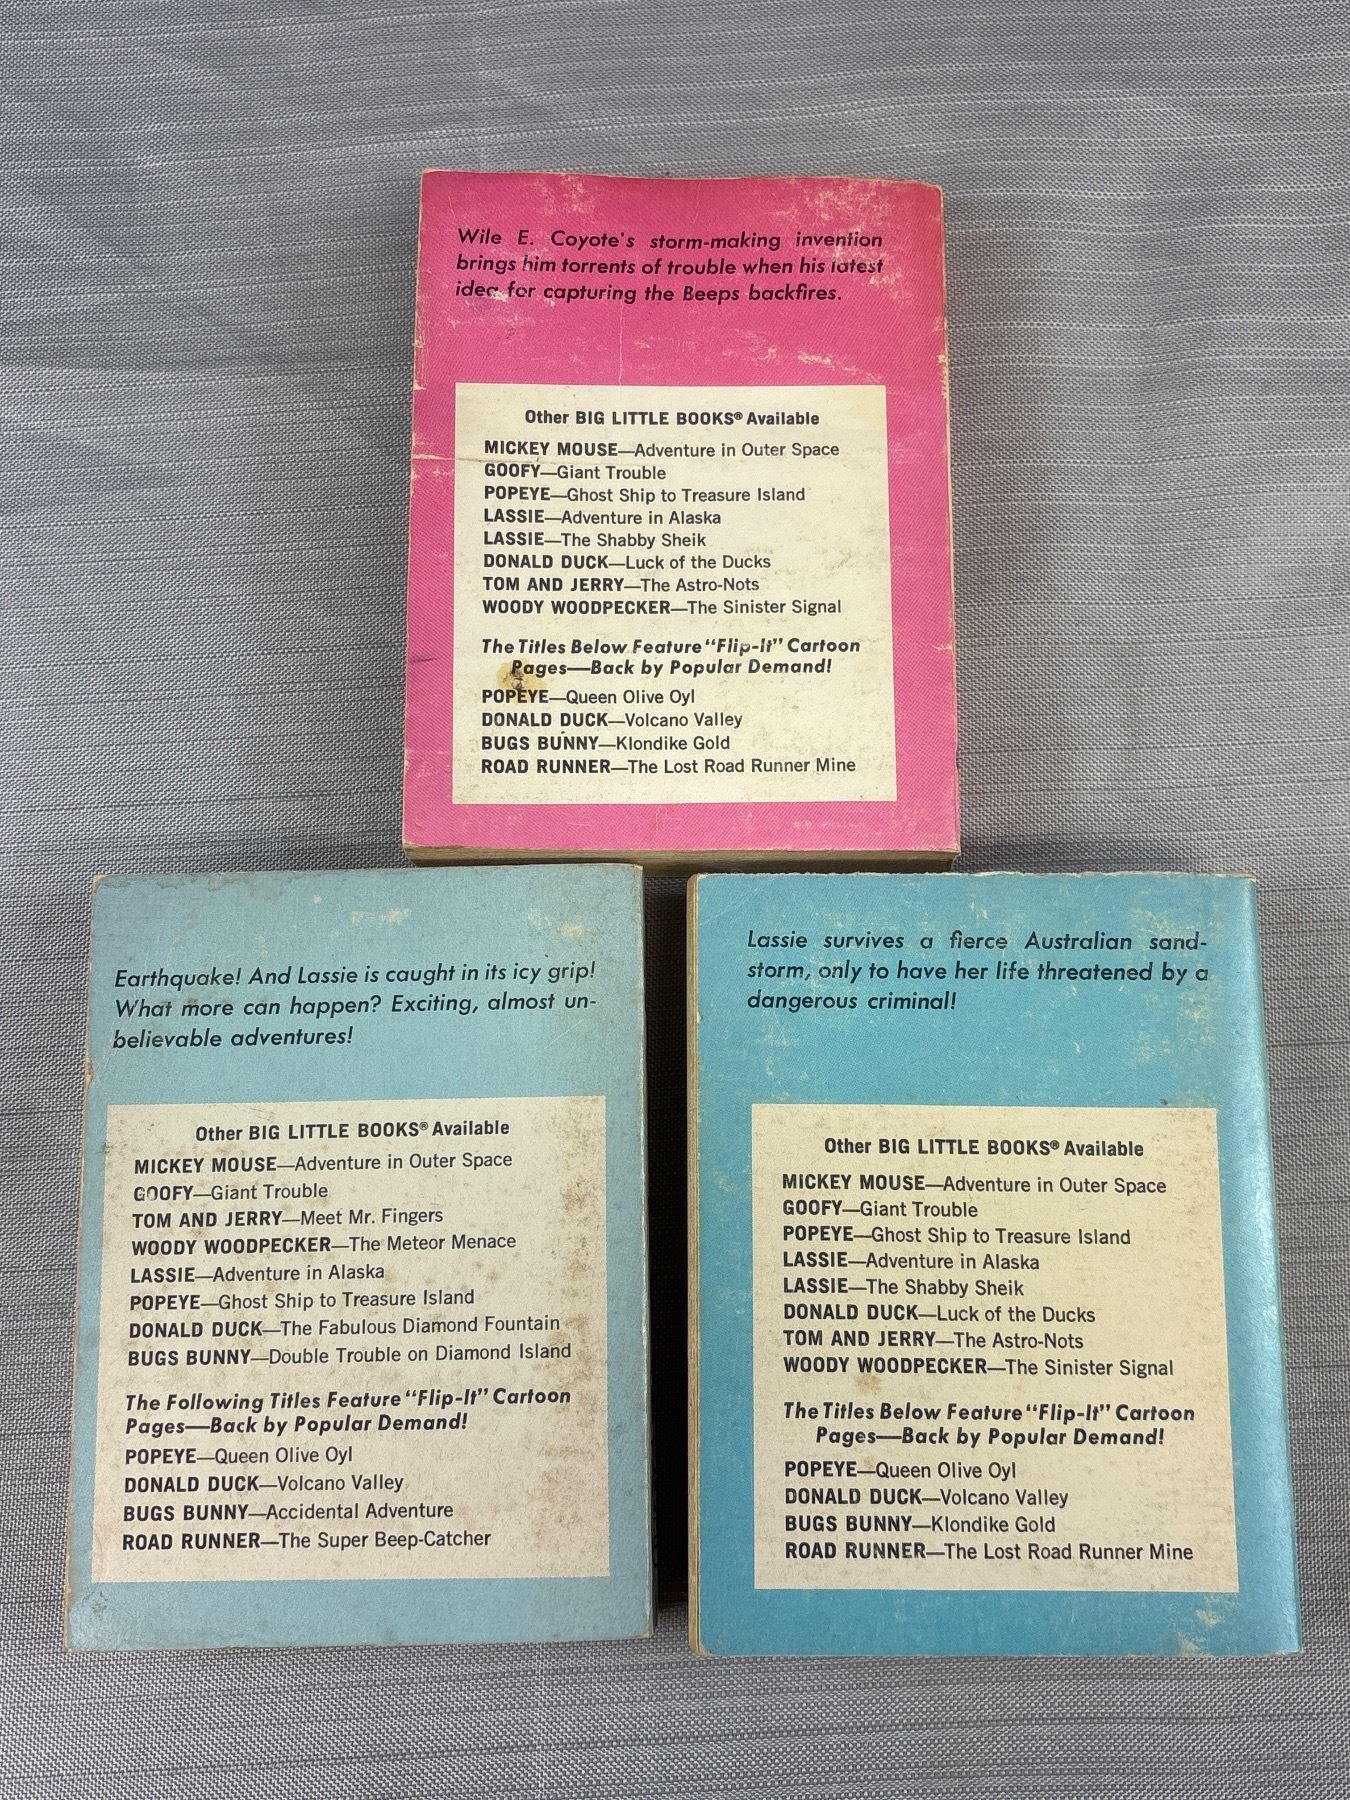 Wile E. Coyote's storm-making invention
brings him torrents of trouble when his latest
idea for capturing the Beeps backfires.
Other BIG LITTLE BOOKS® Available
MICKEY MOUSE—Adventure in Outer Space
GOOFY—Giant Trouble
POPEYE—Ghost Ship to Treasure Island
LASSIE—Adventure in Alaska
LASSIE—The Shabby Sheik
DONALD DUCK—Luck of the Ducks
TOM AND JERRY—The Astro-Nots
WOODY WOODPECKER—The Sinister Signal
The Titles Below Feature "Flip-It" Cartoon
Pages—Back by Popular Demand!
POPEYE—Queen Olive Oyl
DONALD DUCK—Volcano Valley
BUGS BUNNY—Klondike Gold
ROAD RUNNER—The Lost Road Runner Mine
Earthquake! And Lassie is caught in its icy grip!
What more can happen? Exciting, almost un-
believable adventures!
Other BIG LITTLE BOOKS® Available
MICKEY MOUSE—Adventure in Outer Space
GOOFY—Giant Trouble
TOM AND JERRY—Meet Mr. Fingers
WOODY WOODPECKER—The Meteor Menace
LASSIE—Adventure in Alaska
POPEYE—Ghost Ship to Treasure Island
DONALD DUCK—The Fabulous Diamond Fountain
BUGS BUNNY—Double Trouble on Diamond Island
The Following Titles Feature "Flip-It" Cartoon
Pages—Back by Popular Demand!
POPEYE—Queen Olive Oyl
DONALD DUCK—Volcano Valley
BUGS BUNNY—Accidental Adventure
ROAD RUNNER—The Super Beep-Catcher
Lassie survives a fierce Australian sand-
storm, only to have her life threatened by a
dangerous criminal!
Other BIG LITTLE BOOKS® Available
MICKEY MOUSE—Adventure in Outer Space
GOOFY—Giant Trouble
POPEYE—Ghost Ship to Treasure Island
LASSIE—Adventure in Alaska
LASSIE—The Shabby Sheik
DONALD DUCK—Luck of the Ducks
TOM AND JERRY—The Astro-Nots
WOODY WOODPECKER—The Sinister Signal
The Titles Below Feature "Flip-It" Cartoon
Pages—Back by Popular Demand!
POPEYE—Queen Olive Oyl
DONALD DUCK—Volcano Valley
BUGS BUNNY—Klondike Gold
ROAD RUNNER—The Lost Road Runner Mine